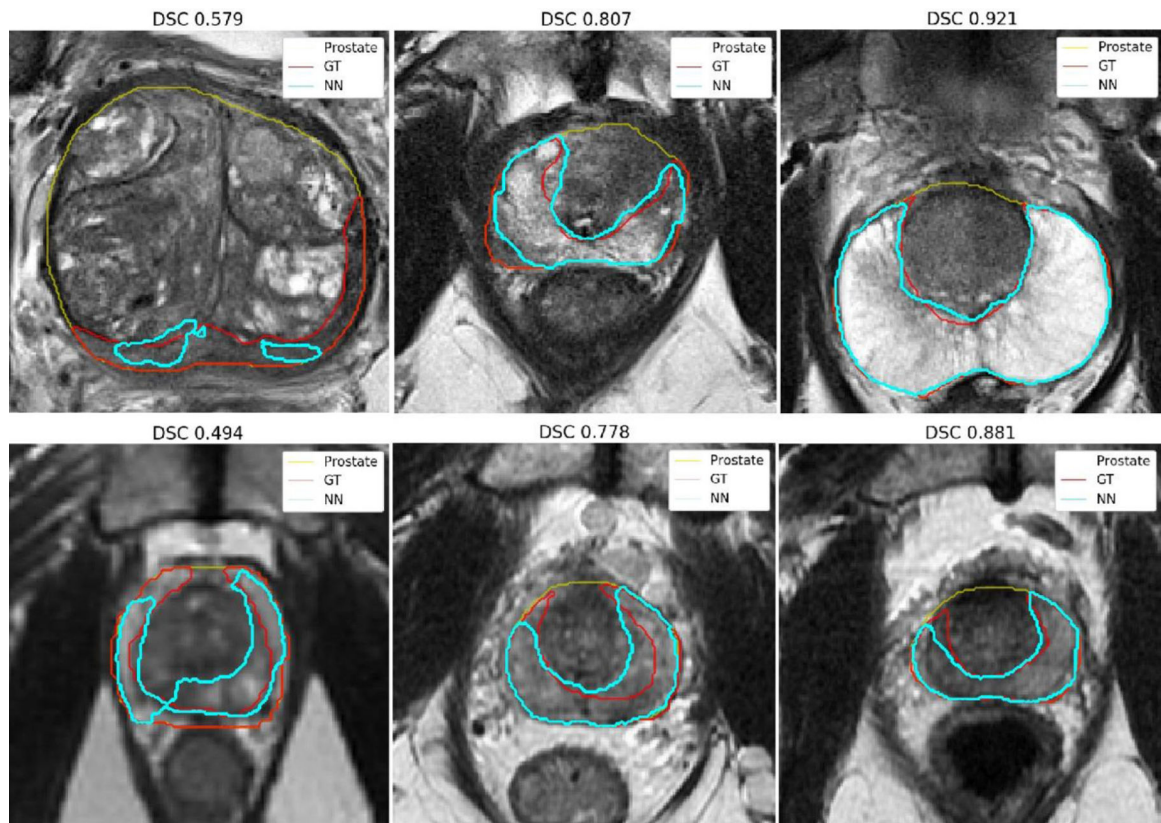 DSC 0.579
Prostate
GT
NN
DSC 0.807
Prostate
GT
NN
DSC 0.921
Prostate
GT
NN
DSC 0.494
Prostate
GT
NN
DSC 0.778
Prostate
GT
NN
DSC 0.881
Prostate
GT
NN